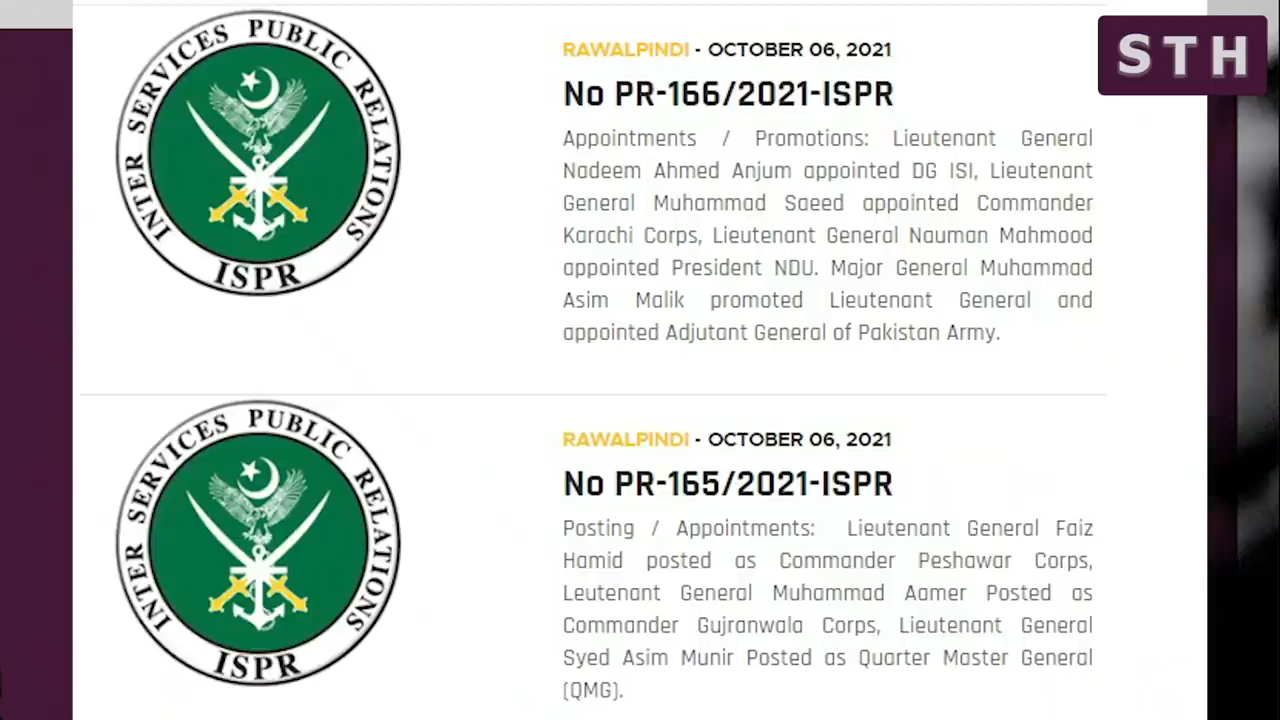 STH
INTER SERVICES PUBLIC RELATIONS
ISPR
RAWALPINDI - OCTOBER 06, 2021
No PR-166/2021-ISPR
Appointments / Promotions: Lieutenant General
Nadeem Ahmed Anjum appointed DG ISI, Lieutenant
General Muhammad Saeed appointed Commander
Karachi Corps, Lieutenant General Nauman Mahmood
appointed President NDU. Major General Muhammad
Asim Malik promoted Lieutenant General and
appointed Adjutant General of Pakistan Army.
INTER SERVICES PUBLIC RELATIONS
ISPR
RAWALPINDI - OCTOBER 06, 2021
No PR-165/2021-ISPR
Posting / Appointments: Lieutenant General Faiz
Hamid posted as Commander Peshawar Corps,
Leutenant General Muhammad Aamer Posted as
Commander Gujranwala Corps, Lieutenant General
Syed Asim Munir Posted as Quarter Master General
(QMG).